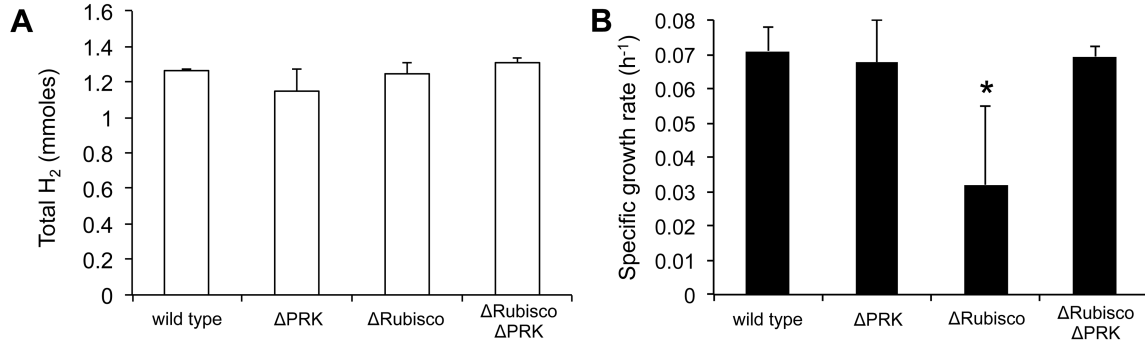 A
Total H₂ (mmoles)
1.6
1.4
1.2
1
0.8
0.6
0.4
0.2
0
wild type
ΔPRK
ΔRubisco
ΔRubisco
ΔPRK
B
Specific growth rate (h⁻¹)
0.08
0.07
0.06
0.05
0.04
0.03
0.02
0.01
0
*
wild type
ΔPRK
ΔRubisco
ΔRubisco
ΔPRK